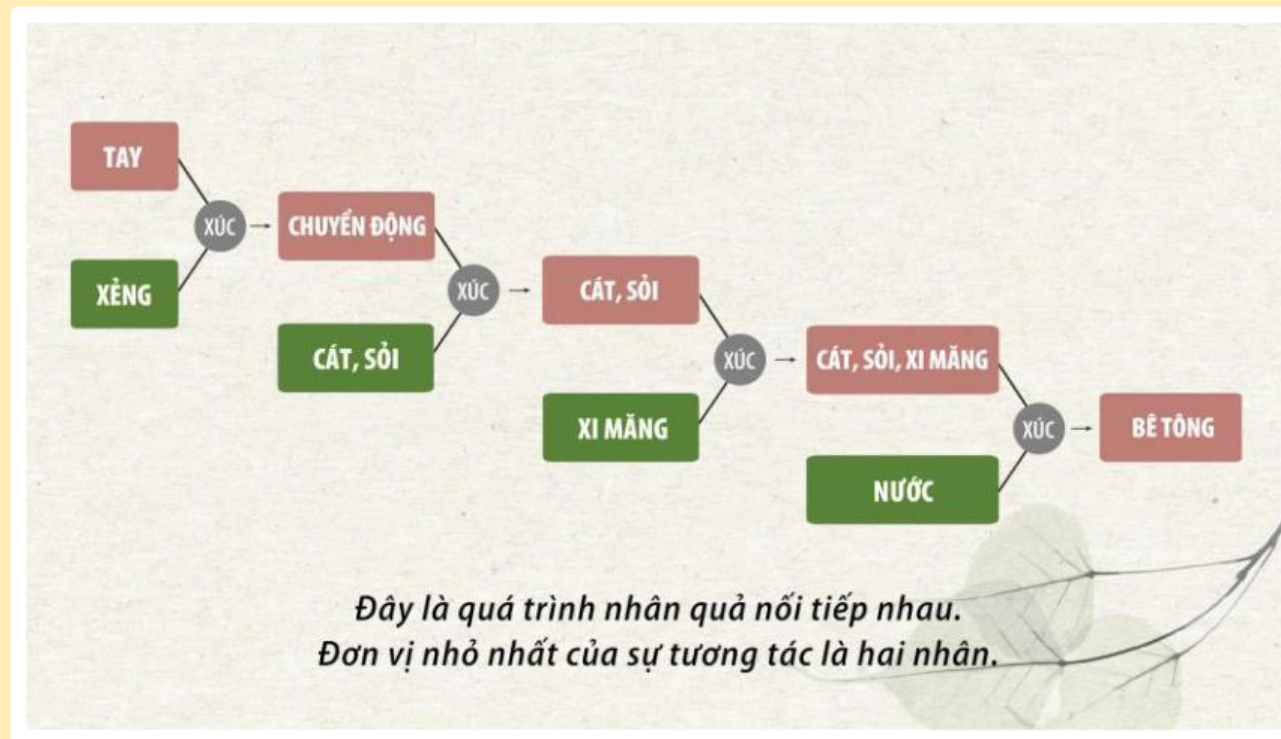 TAY
XÚC
XẺNG
CHUYỂN ĐỘNG
XÚC
CÁT, SỎI
CÁT, SỎI
XÚC
XI MĂNG
CÁT, SỎI, XI MĂNG
XÚC
NƯỚC
BÊ TÔNG
Đây là quá trình nhân quả nối tiếp nhau.
Đơn vị nhỏ nhất của sự tương tác là hai nhân.